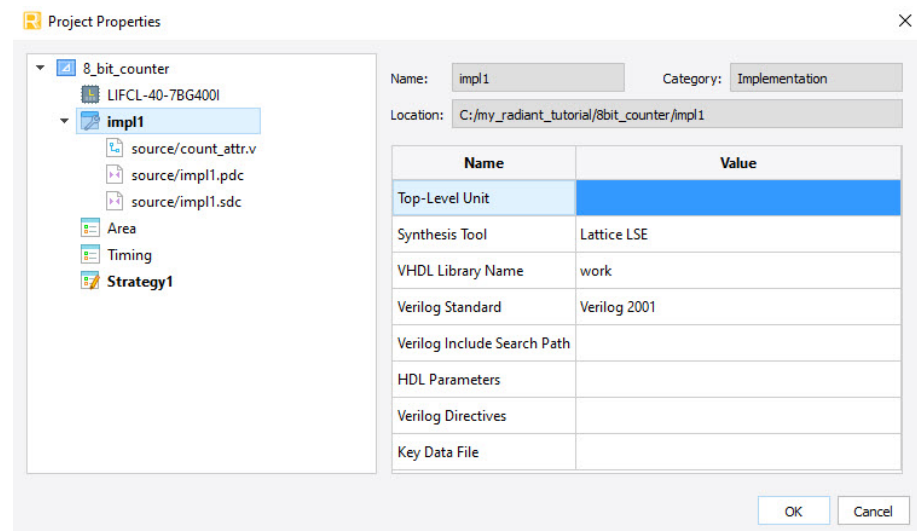 Project Properties
8_bit_counter
LIFCL-40-7BG400I
impl1
source/count_attr.v
source/impl1.pdc
source/impl1.sdc
Area
Timing
Strategy1
Name: impl1 Category: Implementation
Location: C:/my_radiant_tutorial/8bit_counter/impl1
Name Value
Top-Level Unit
Synthesis Tool Lattice LSE
VHDL Library Name work
Verilog Standard Verilog 2001
Verilog Include Search Path
HDL Parameters
Verilog Directives
Key Data File
OK Cancel